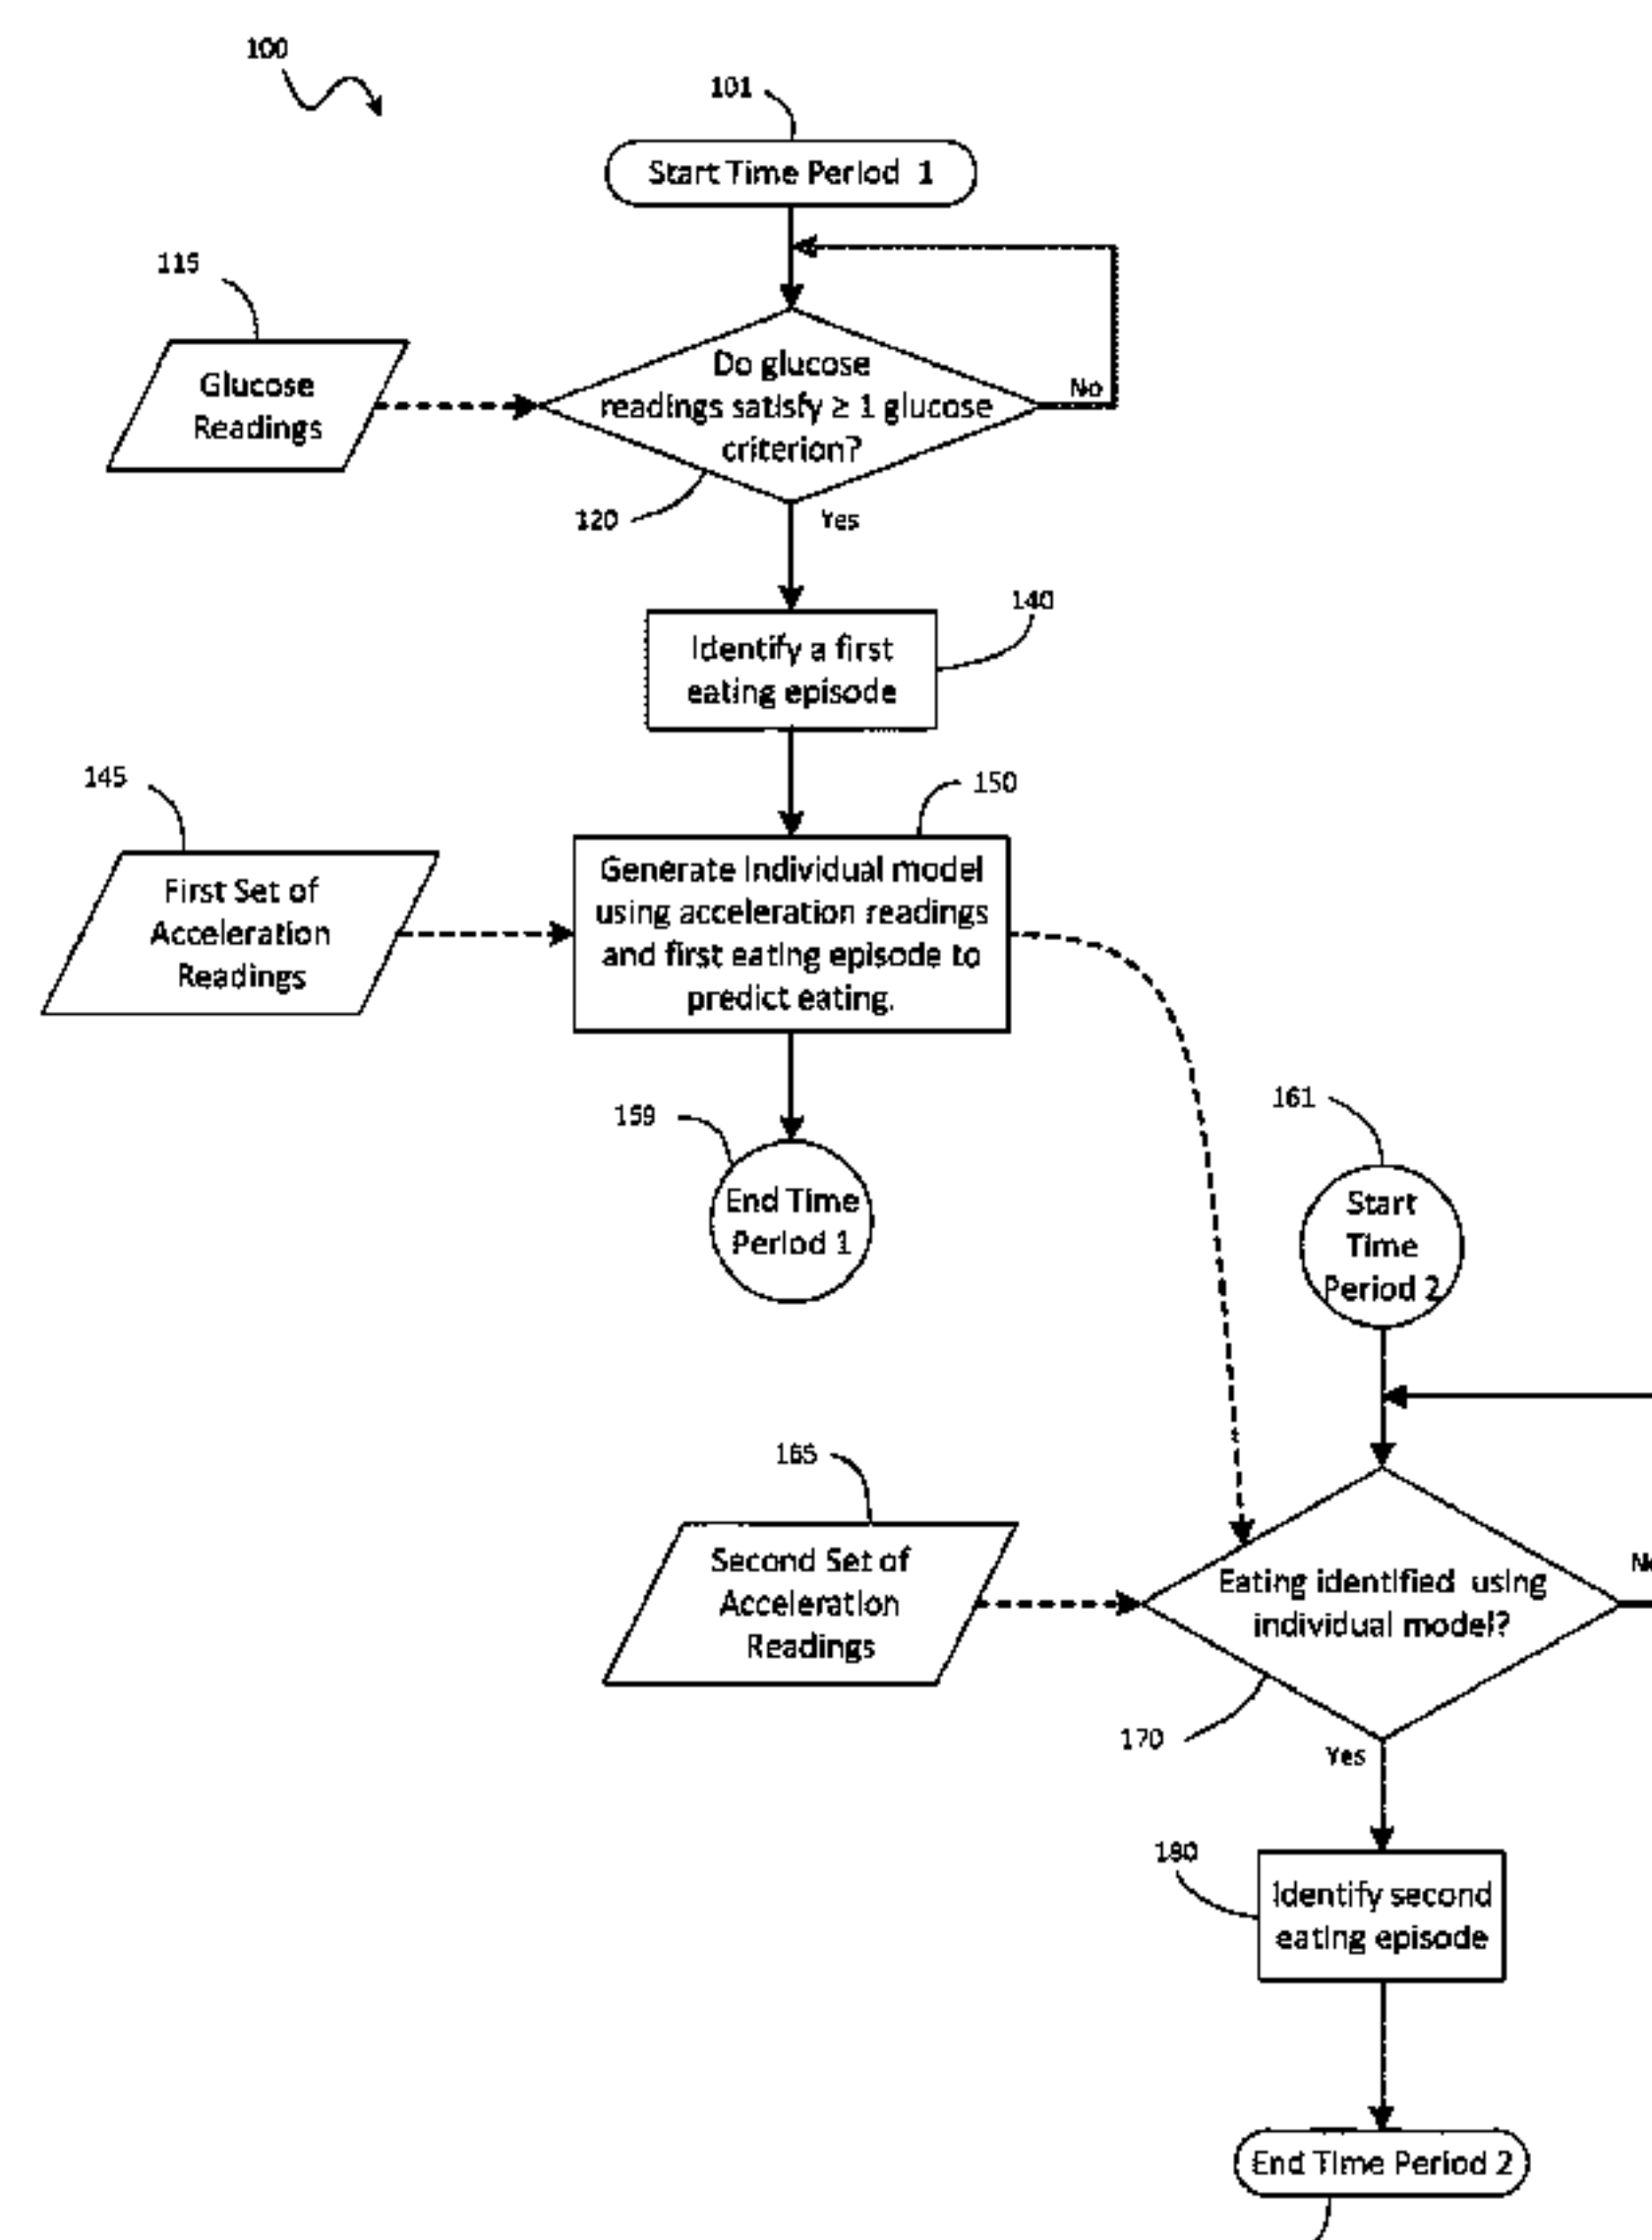 100
101
Start Time Period 1
115
Glucose
Readings
Do glucose
readings satisfy ≥ 1 glucose
criterion?
No
120
Yes
140
Identify a first
eating episode
145
150
First Set of
Acceleration
Readings
Generate Individual model
using acceleration readings
and first eating episode to
predict eating.
159
End Time
Period 1
161
Start
Time
Period 2
165
Second Set of
Acceleration
Readings
Eating identified using
individual model?
170
Yes
180
Identify second
eating episode
End Time Period 2